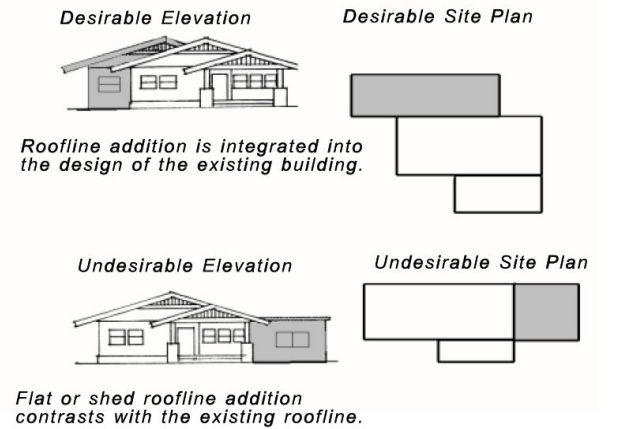 Desirable Elevation
Desirable Site Plan
Roofline addition is integrated into
the design of the existing building.
Undesirable Elevation
Undesirable Site Plan
Flat or shed roofline addition
contrasts with the existing roofline.